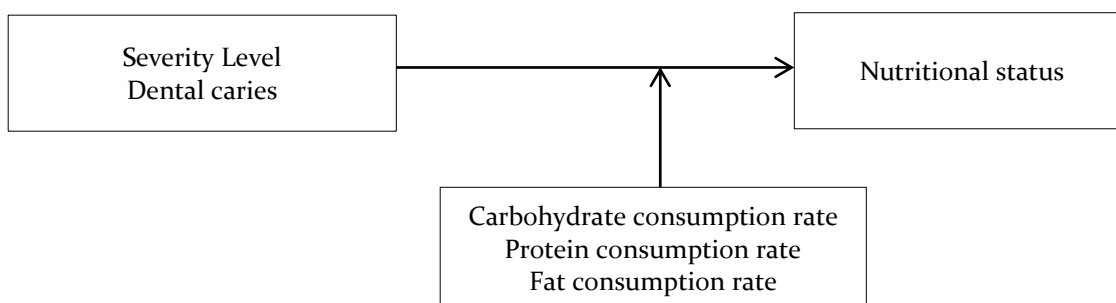 Severity Level
Dental caries
Nutritional status
Carbohydrate consumption rate
Protein consumption rate
Fat consumption rate